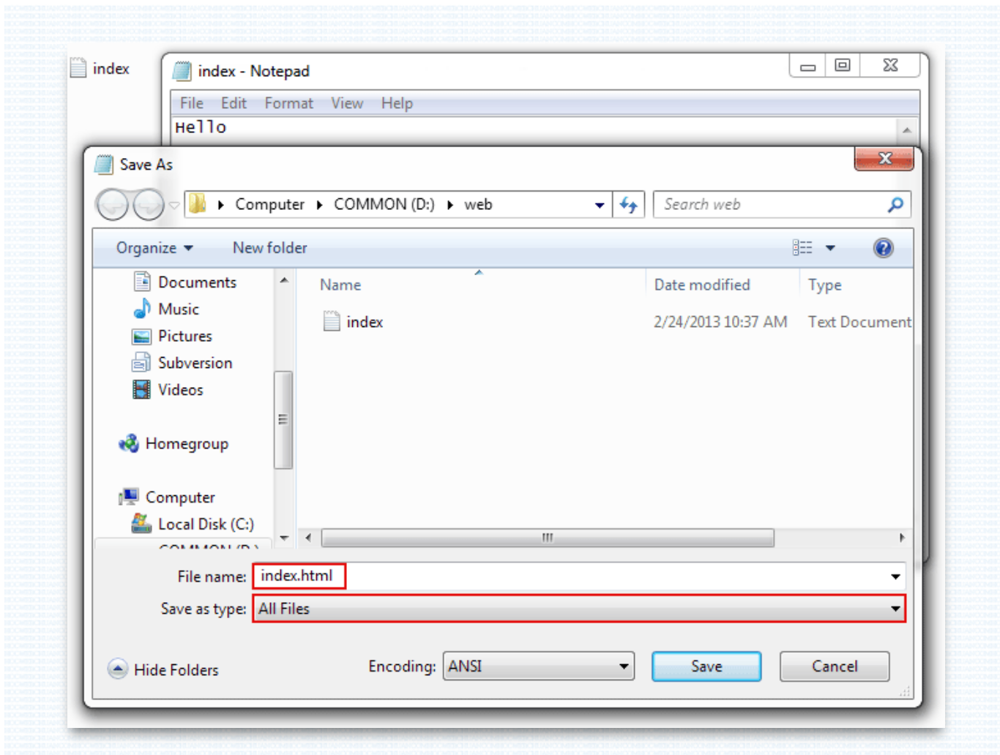 index
index - Notepad
File Edit Format View Help
Hello
Save As
Computer COMMON (D:) web
Search web
Organize New folder
Documents
Music
Pictures
Subversion
Videos
Homegroup
Computer
Local Disk (C:)
COMMON (D:)
Name Date modified Type
index 2/24/2013 10:37 AM Text Document
File name: index.html
Save as type: All Files
Hide Folders Encoding: ANSI Save Cancel